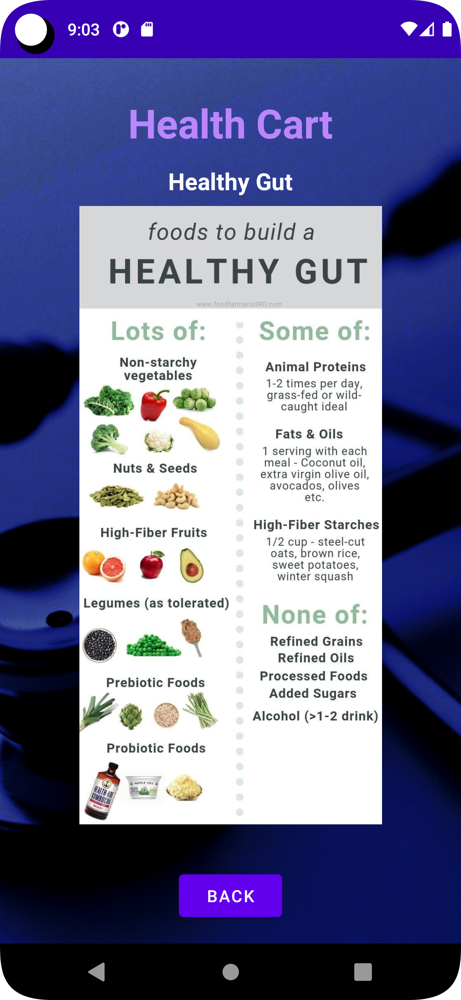 9:03
Health Cart
Healthy Gut
foods to build a
HEALTHY GUT
www.foodfarmacistRD.com
Lots of:
Non-starchy
vegetables
Nuts & Seeds
High-Fiber Fruits
Legumes (as tolerated)
Prebiotic Foods
Probiotic Foods
HEALTH-ADE
KOMBUCHA
MAPLE HILL
100%
GREEK
Some of:
Animal Proteins
1-2 times per day,
grass-fed or wild-
caught ideal
Fats & Oils
1 serving with each
meal - Coconut oil,
extra virgin olive oil,
avocados, olives
etc.
High-Fiber Starches
1/2 cup - steel-cut
oats, brown rice,
sweet potatoes,
winter squash
None of:
Refined Grains
Refined Oils
Processed Foods
Added Sugars
Alcohol (>1-2 drink)
BACK